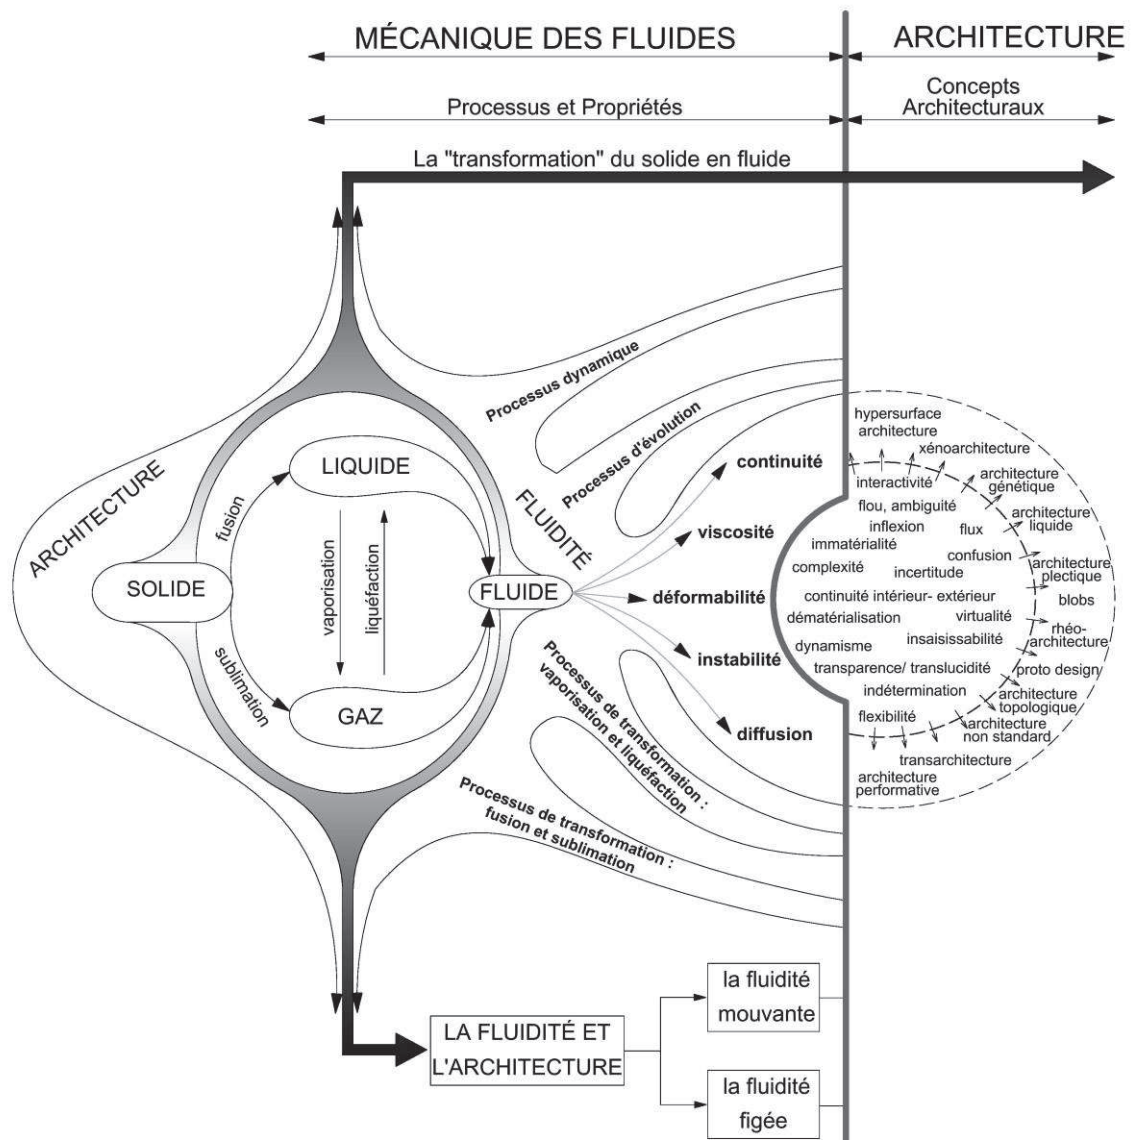 MÉCANIQUE DES FLUIDES
ARCHITECTURE
Processus et Propriétés
Concepts
Architecturaux
La "transformation" du solide en fluide
ARCHITECTURE
SOLIDE
fusion
sublimation
LIQUIDE
vaporisation
liquéfaction
GAZ
FLUIDE
FLUIDITÉ
Processus dynamique
Processus d'évolution
continuité
viscosité
déformabilité
instabilité
diffusion
Processus de transformation :
vaporisation et liquéfaction
Processus de transformation :
fusion et sublimation
hypersurface
architecture
xénoarchitecture
interactivité
architecture
génétique
flou, ambiguité
inflexion
flux
architecture
liquide
immatérialité
confusion
complexité
incertitude
architecture
plectique
continuité intérieur- extérieur
blobs
dématérialisation
virtualité
rhéo-
architecture
dynamisme
insaisissabilité
transparence/ translucidité
proto design
indétermination
architecture
topologique
flexibilité
architecture
non standard
transarchitecture
architecture
performative
LA FLUIDITÉ ET
L'ARCHITECTURE
la fluidité
mouvante
la fluidité
figée